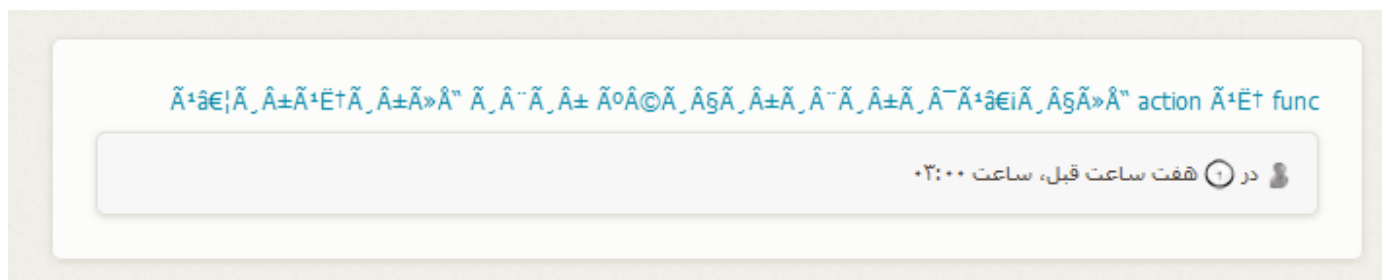 Ã¹â€¦Ã¸Â±Ã¹Ë†Ã¸Â±Ã»Å“ Ã¸Â¨Ã¸Â± ÃºÂ©Ã¸Â§Ã¸Â±Ã¸Â¨Ã¸Â±Ã¸Â¯Ã¹â€¡Ã¸Â§Ã»Å“ action Ã¹Ë† func
در هفت ساعت قبل، ساعت ۰۳:۰۰